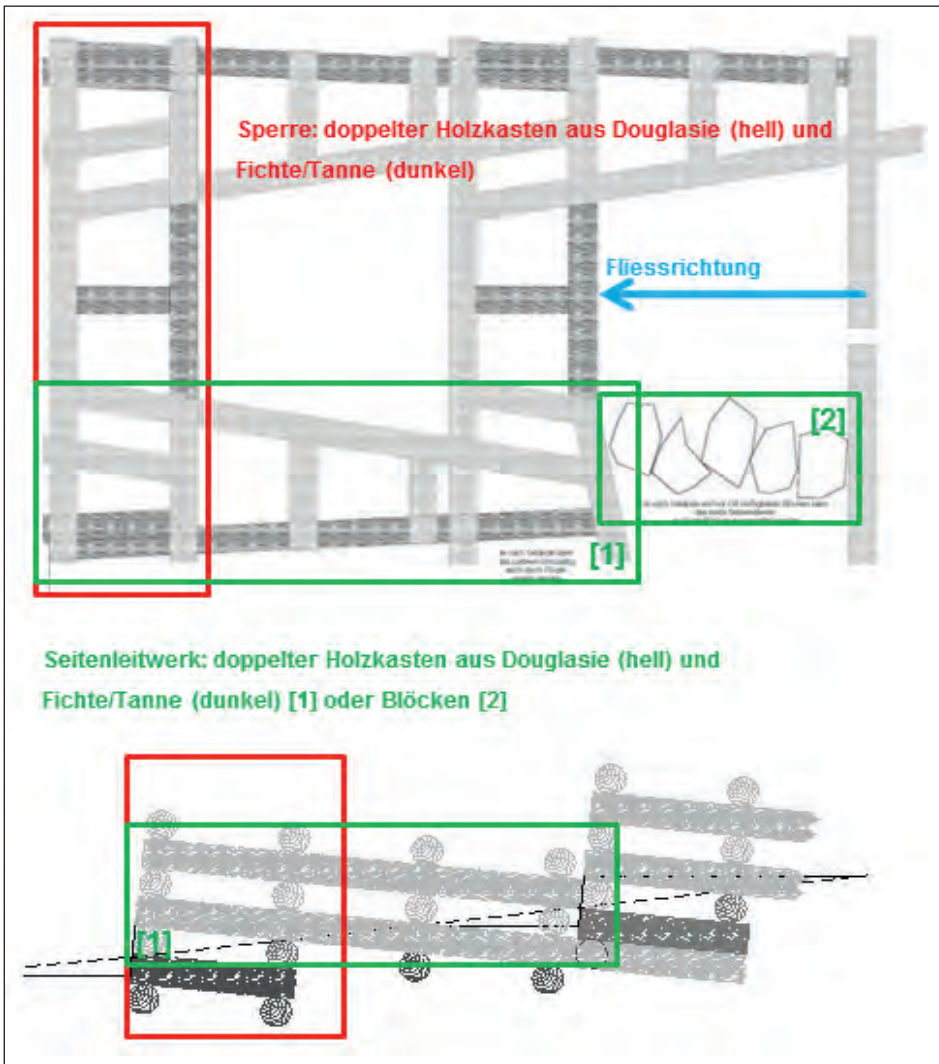 Sperre: doppelter Holzkasten aus Douglasie (hell) und
Fichte/Tanne (dunkel)
Fliessrichtung
[2]
[1]
Seitenleitwerk: doppelter Holzkasten aus Douglasie (hell) und
Fichte/Tanne (dunkel) [1] oder Blöcken [2]
[1]